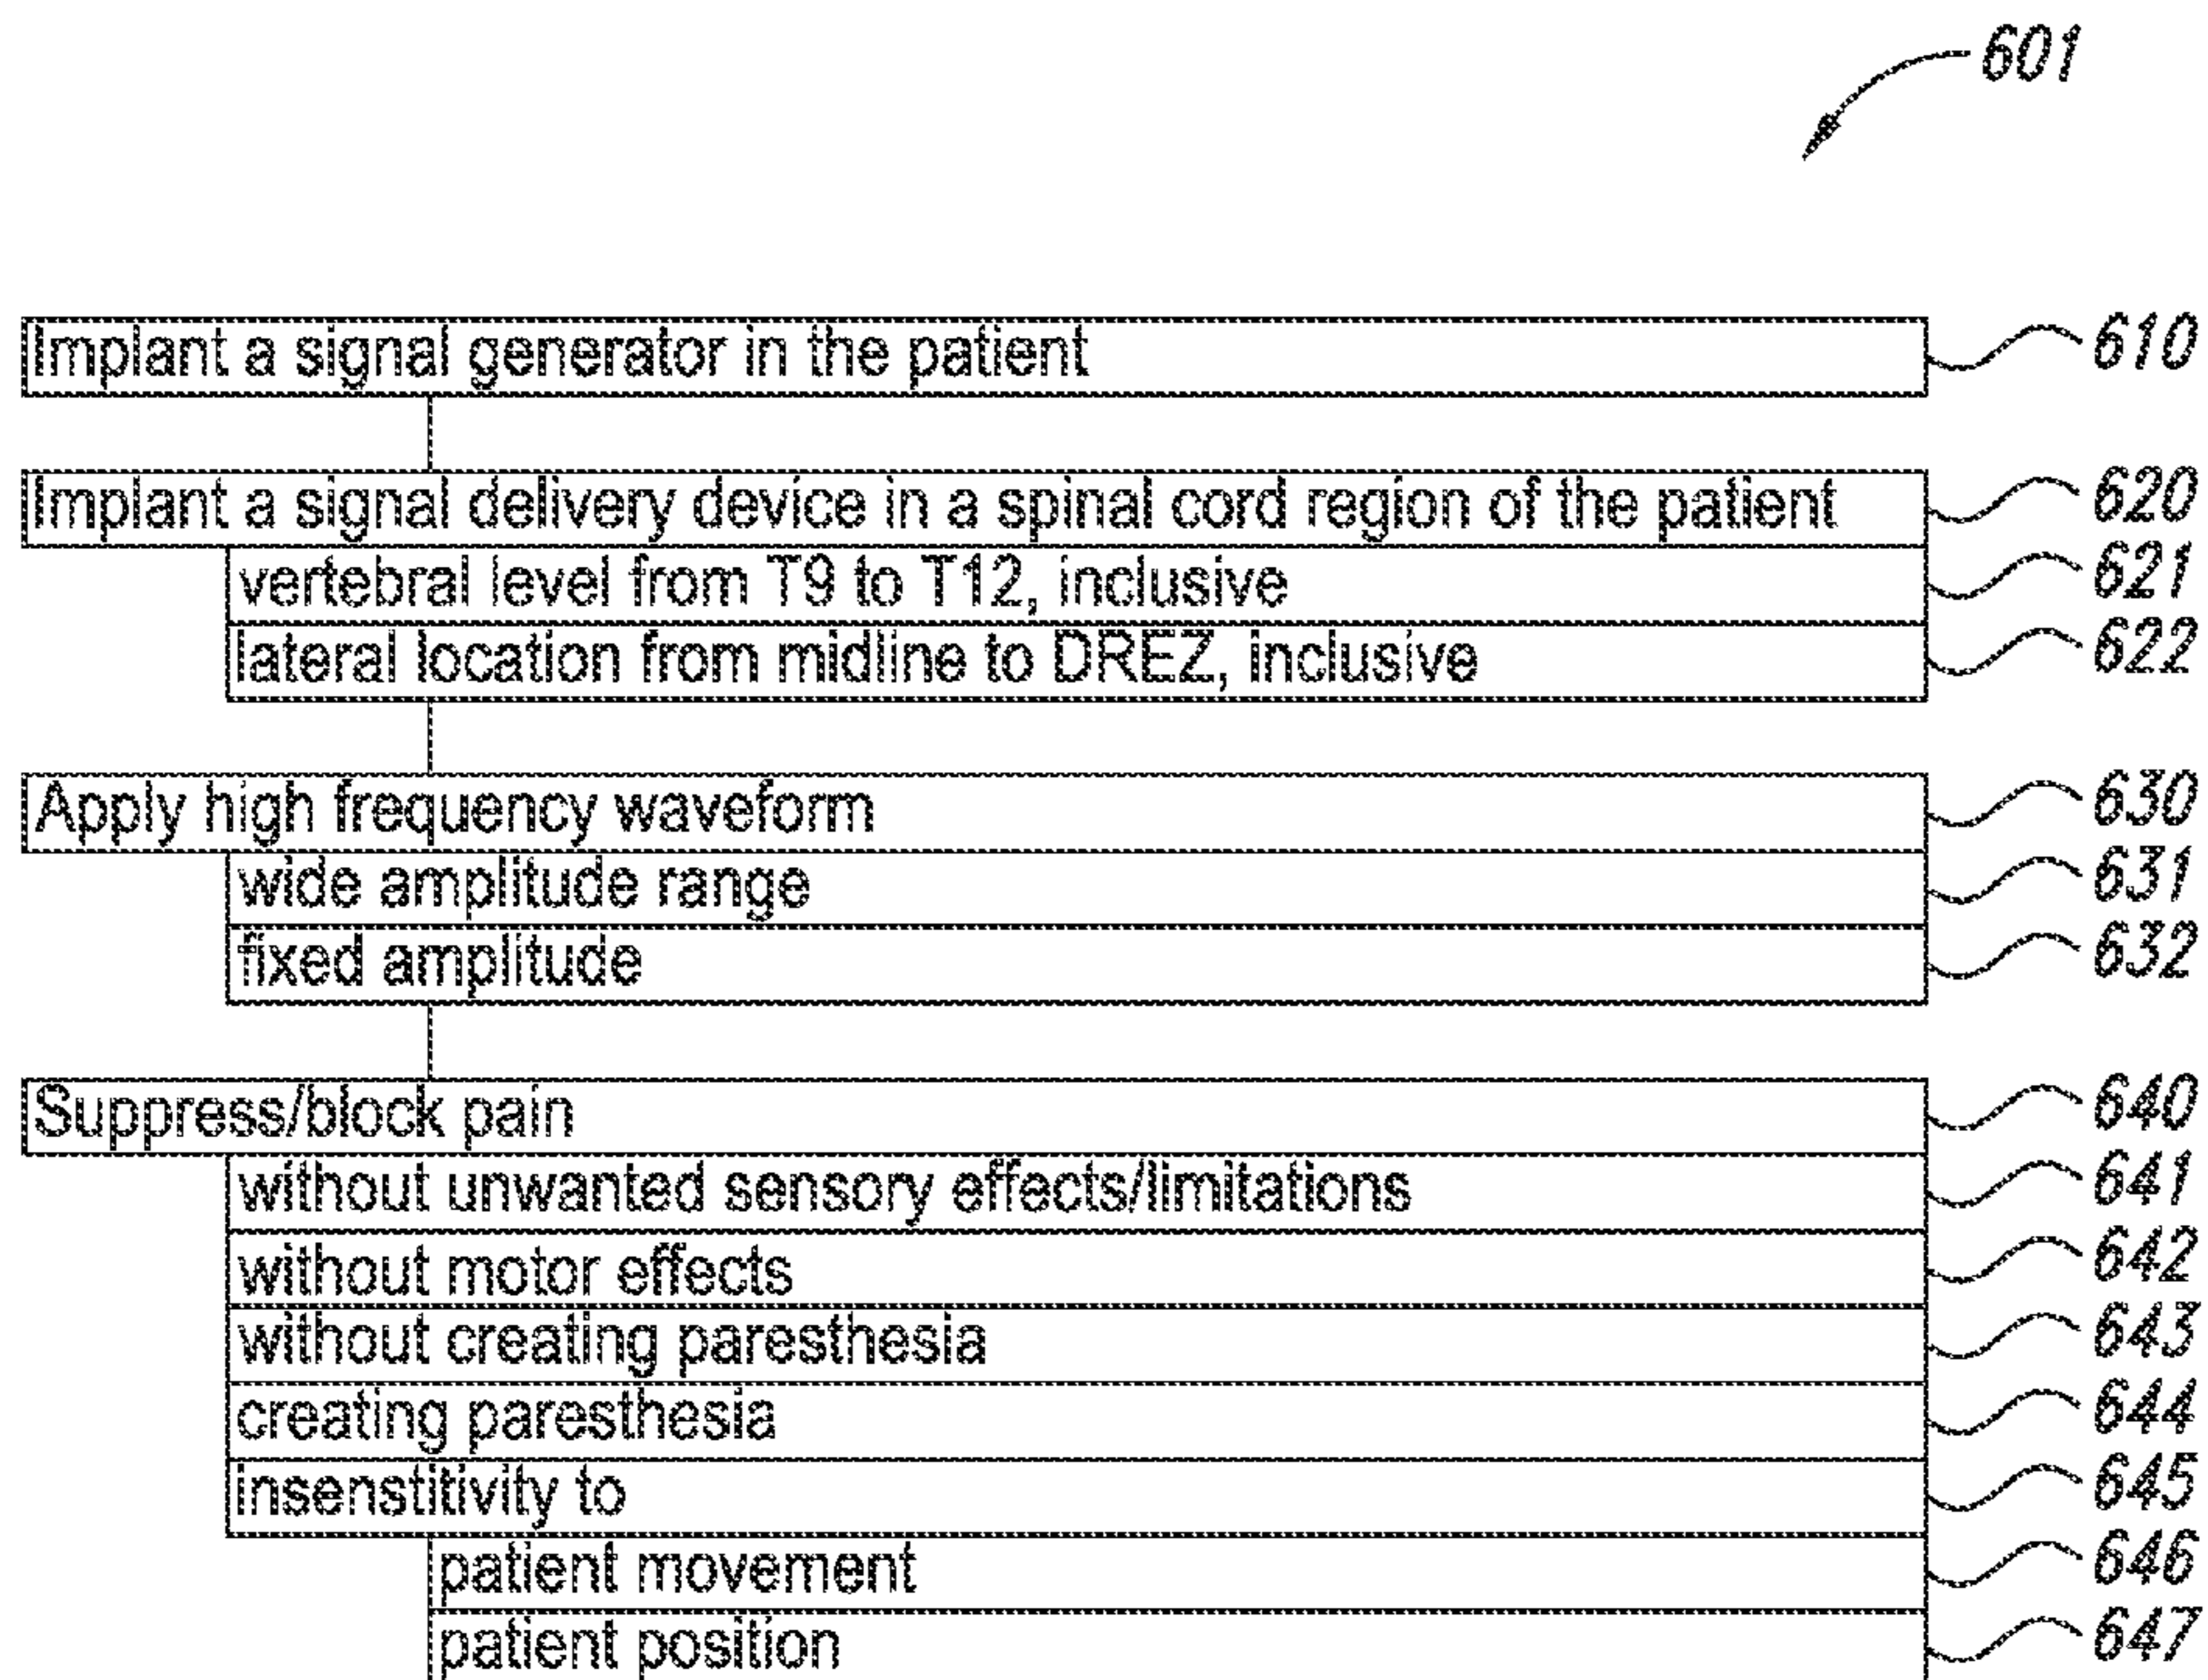 601
Implant a signal generator in the patient 610
Implant a signal delivery device in a spinal cord region of the patient 620
vertebral level from T9 to T12, inclusive 621
lateral location from midline to DREZ, inclusive 622
Apply high frequency waveform 630
wide amplitude range 631
fixed amplitude 632
Suppress/block pain 640
without unwanted sensory effects/limitations 641
without motor effects 642
without creating paresthesia 643
creating paresthesia 644
insenstitivity to 645
patient movement 646
patient position 647